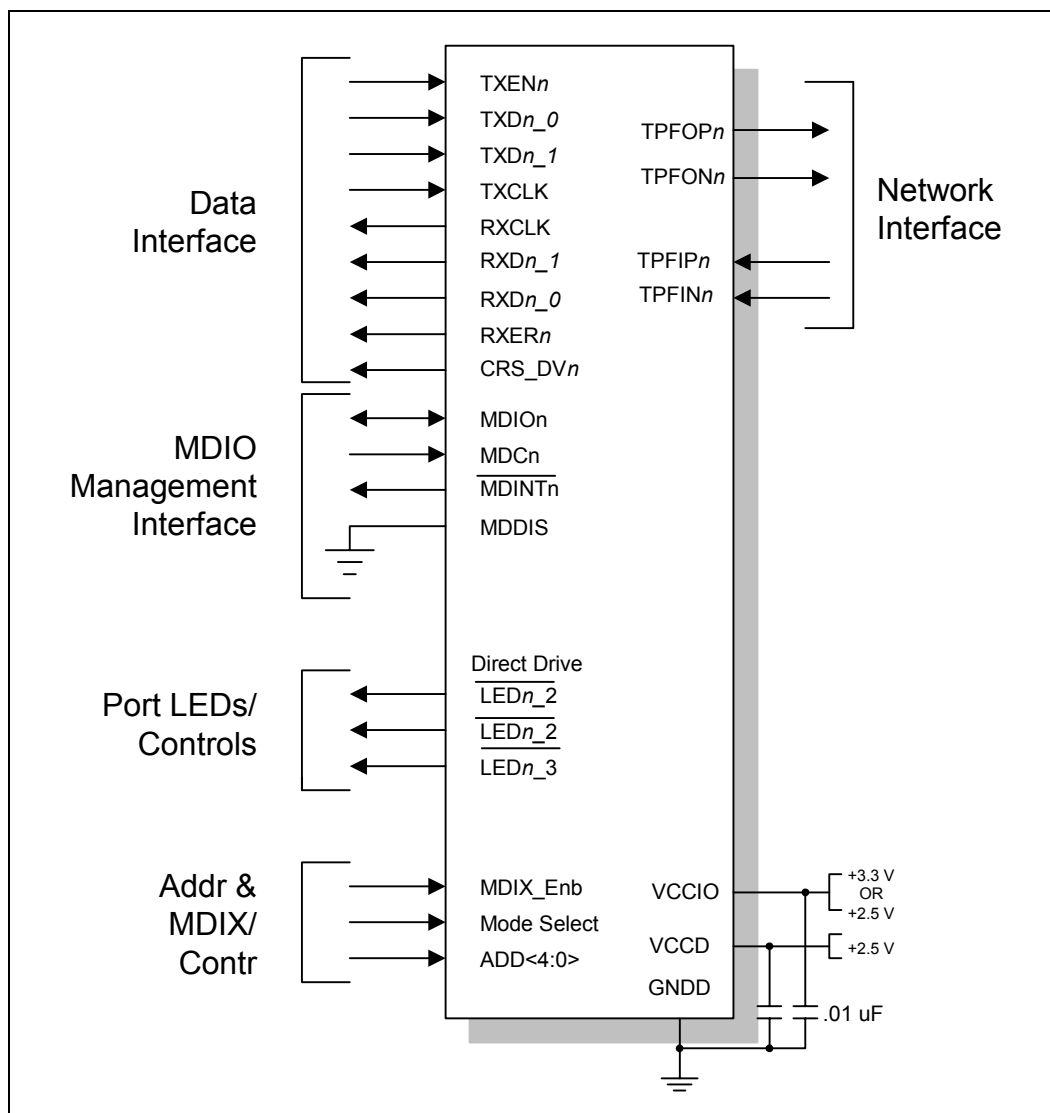 Data
Interface
TXENn
TXDn_0
TXDn_1
TXCLK
RXCLK
RXDn_1
RXDn_0
RXERn
CRS_DVn
TPFOPn
TPFONn
TPFIPn
TPFINn
Network
Interface
MDIO
Management
Interface
MDIOn
MDCn
MDINTn
MDDIS
Port LEDs/
Controls
Direct Drive
LEDn_2
LEDn_2
LEDn_3
Addr &
MDIX/
Contr
MDIX_Enb
Mode Select
ADD<4:0>
VCCIO
VCCD
GNDD
+3.3 V
OR
+2.5 V
+2.5 V
.01 uF